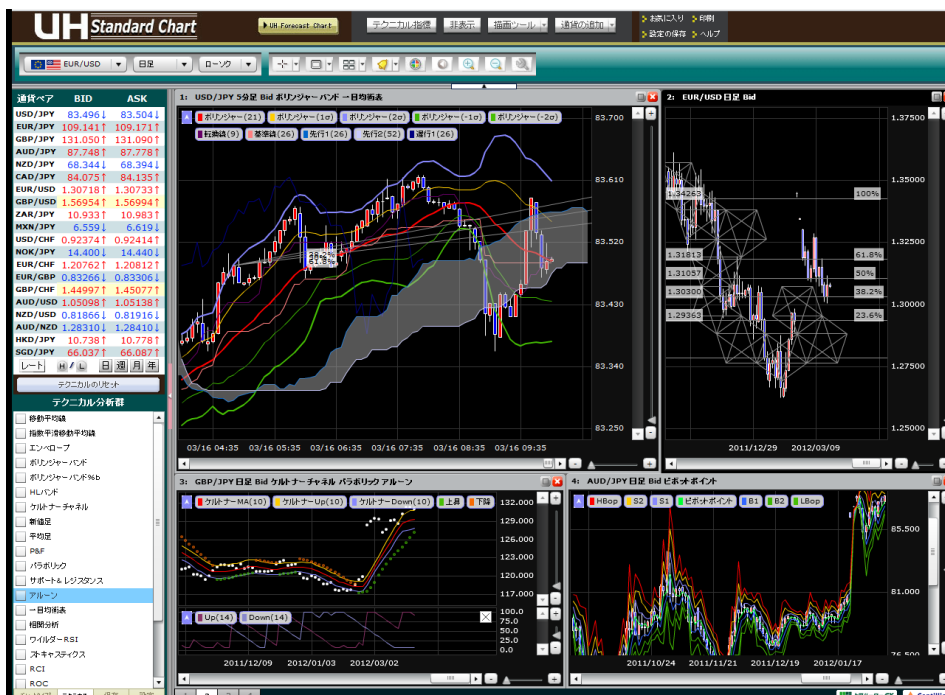 UH Standard Chart
UH Forecast Chart
テクニカル指標 非表示 描画ツール 通貨の追加
お気に入り 印刷
設定の保存 ヘルプ
EUR/USD 日足 ローソク
通貨ペア BID ASK
USD/JPY 83.496↓ 83.504↓
EUR/JPY 109.141↑ 109.171↑
GBP/JPY 131.050↑ 131.090↑
AUD/JPY 87.748↑ 87.778↑
NZD/JPY 68.344↓ 68.394↓
CAD/JPY 84.075↑ 84.135↑
EUR/USD 1.30718↑ 1.30733↑
GBP/USD 1.56954↑ 1.56994↑
ZAR/JPY 10.933↑ 10.983↑
MXN/JPY 6.559↓ 6.619↓
USD/CHF 0.92374↑ 0.92414↑
NOK/JPY 14.400↓ 14.440↓
EUR/CHF 1.20762↑ 1.20812↑
EUR/GBP 0.83266↓ 0.83306↓
GBP/CHF 1.44997↑ 1.45077↑
AUD/USD 1.05098↑ 1.05138↑
NZD/USD 0.81866↓ 0.81916↓
AUD/NZD 1.28310↓ 1.28410↓
HKD/JPY 10.738↑ 10.778↑
SGD/JPY 66.037↑ 66.087↑
レート H / L 日 週 月 年
テクニカルのリセット
テクニカル分析群
移動平均線
指数平滑移動平均線
エンベロープ
ボリンジャーバンド
ボリンジャーバンド%b
HLバンド
ケルトナーチャネル
新値足
平均足
P&F
パラボリック
サポート&レジスタンス
アルーン
一目均衡表
相関分析
ワイルダーRSI
ストキャスティクス
RCI
ROC
1: USD/JPY 5分足 Bid ボリンジャーバンド 一目均衡表
ボリンジャー(21) ボリンジャー(1σ) ボリンジャー(2σ) ボリンジャー(-1σ) ボリンジャー(-2σ)
転換線(9) 基準線(26) 先行1(26) 先行2(52) 遅行1(26)
83.700
83.610
83.520
83.430
83.340
83.250
61.8%
03/16 04:35 03/16 05:35 03/16 06:35 03/16 07:35 03/16 08:35 03/16 09:35
2: EUR/USD 日足 Bid
1.37500
1.35000
1.32500
1.30000
1.27500
1.25000
1.34263 100%
1.31813 61.8%
1.31057 50%
1.30300 38.2%
1.29363 23.6%
2011/12/29 2012/03/09
3: GBP/JPY 日足 Bid ケルトナーチャネル パラボリック アルーン
ケルトナーMA(10) ケルトナーUp(10) ケルトナーDown(10) 上昇 下降
132.000
129.000
126.000
123.000
120.000
117.000
Up(14) Down(14)
100.0
75.0
50.0
25.0
0.0
2011/12/09 2012/01/03 2012/03/02
4: AUD/JPY 日足 Bid ピボットポイント
HBop S2 S1 ピボットポイント B1 B2 LBop
85.500
81.000
76.500
2011/10/24 2011/11/21 2011/12/19 2012/01/17